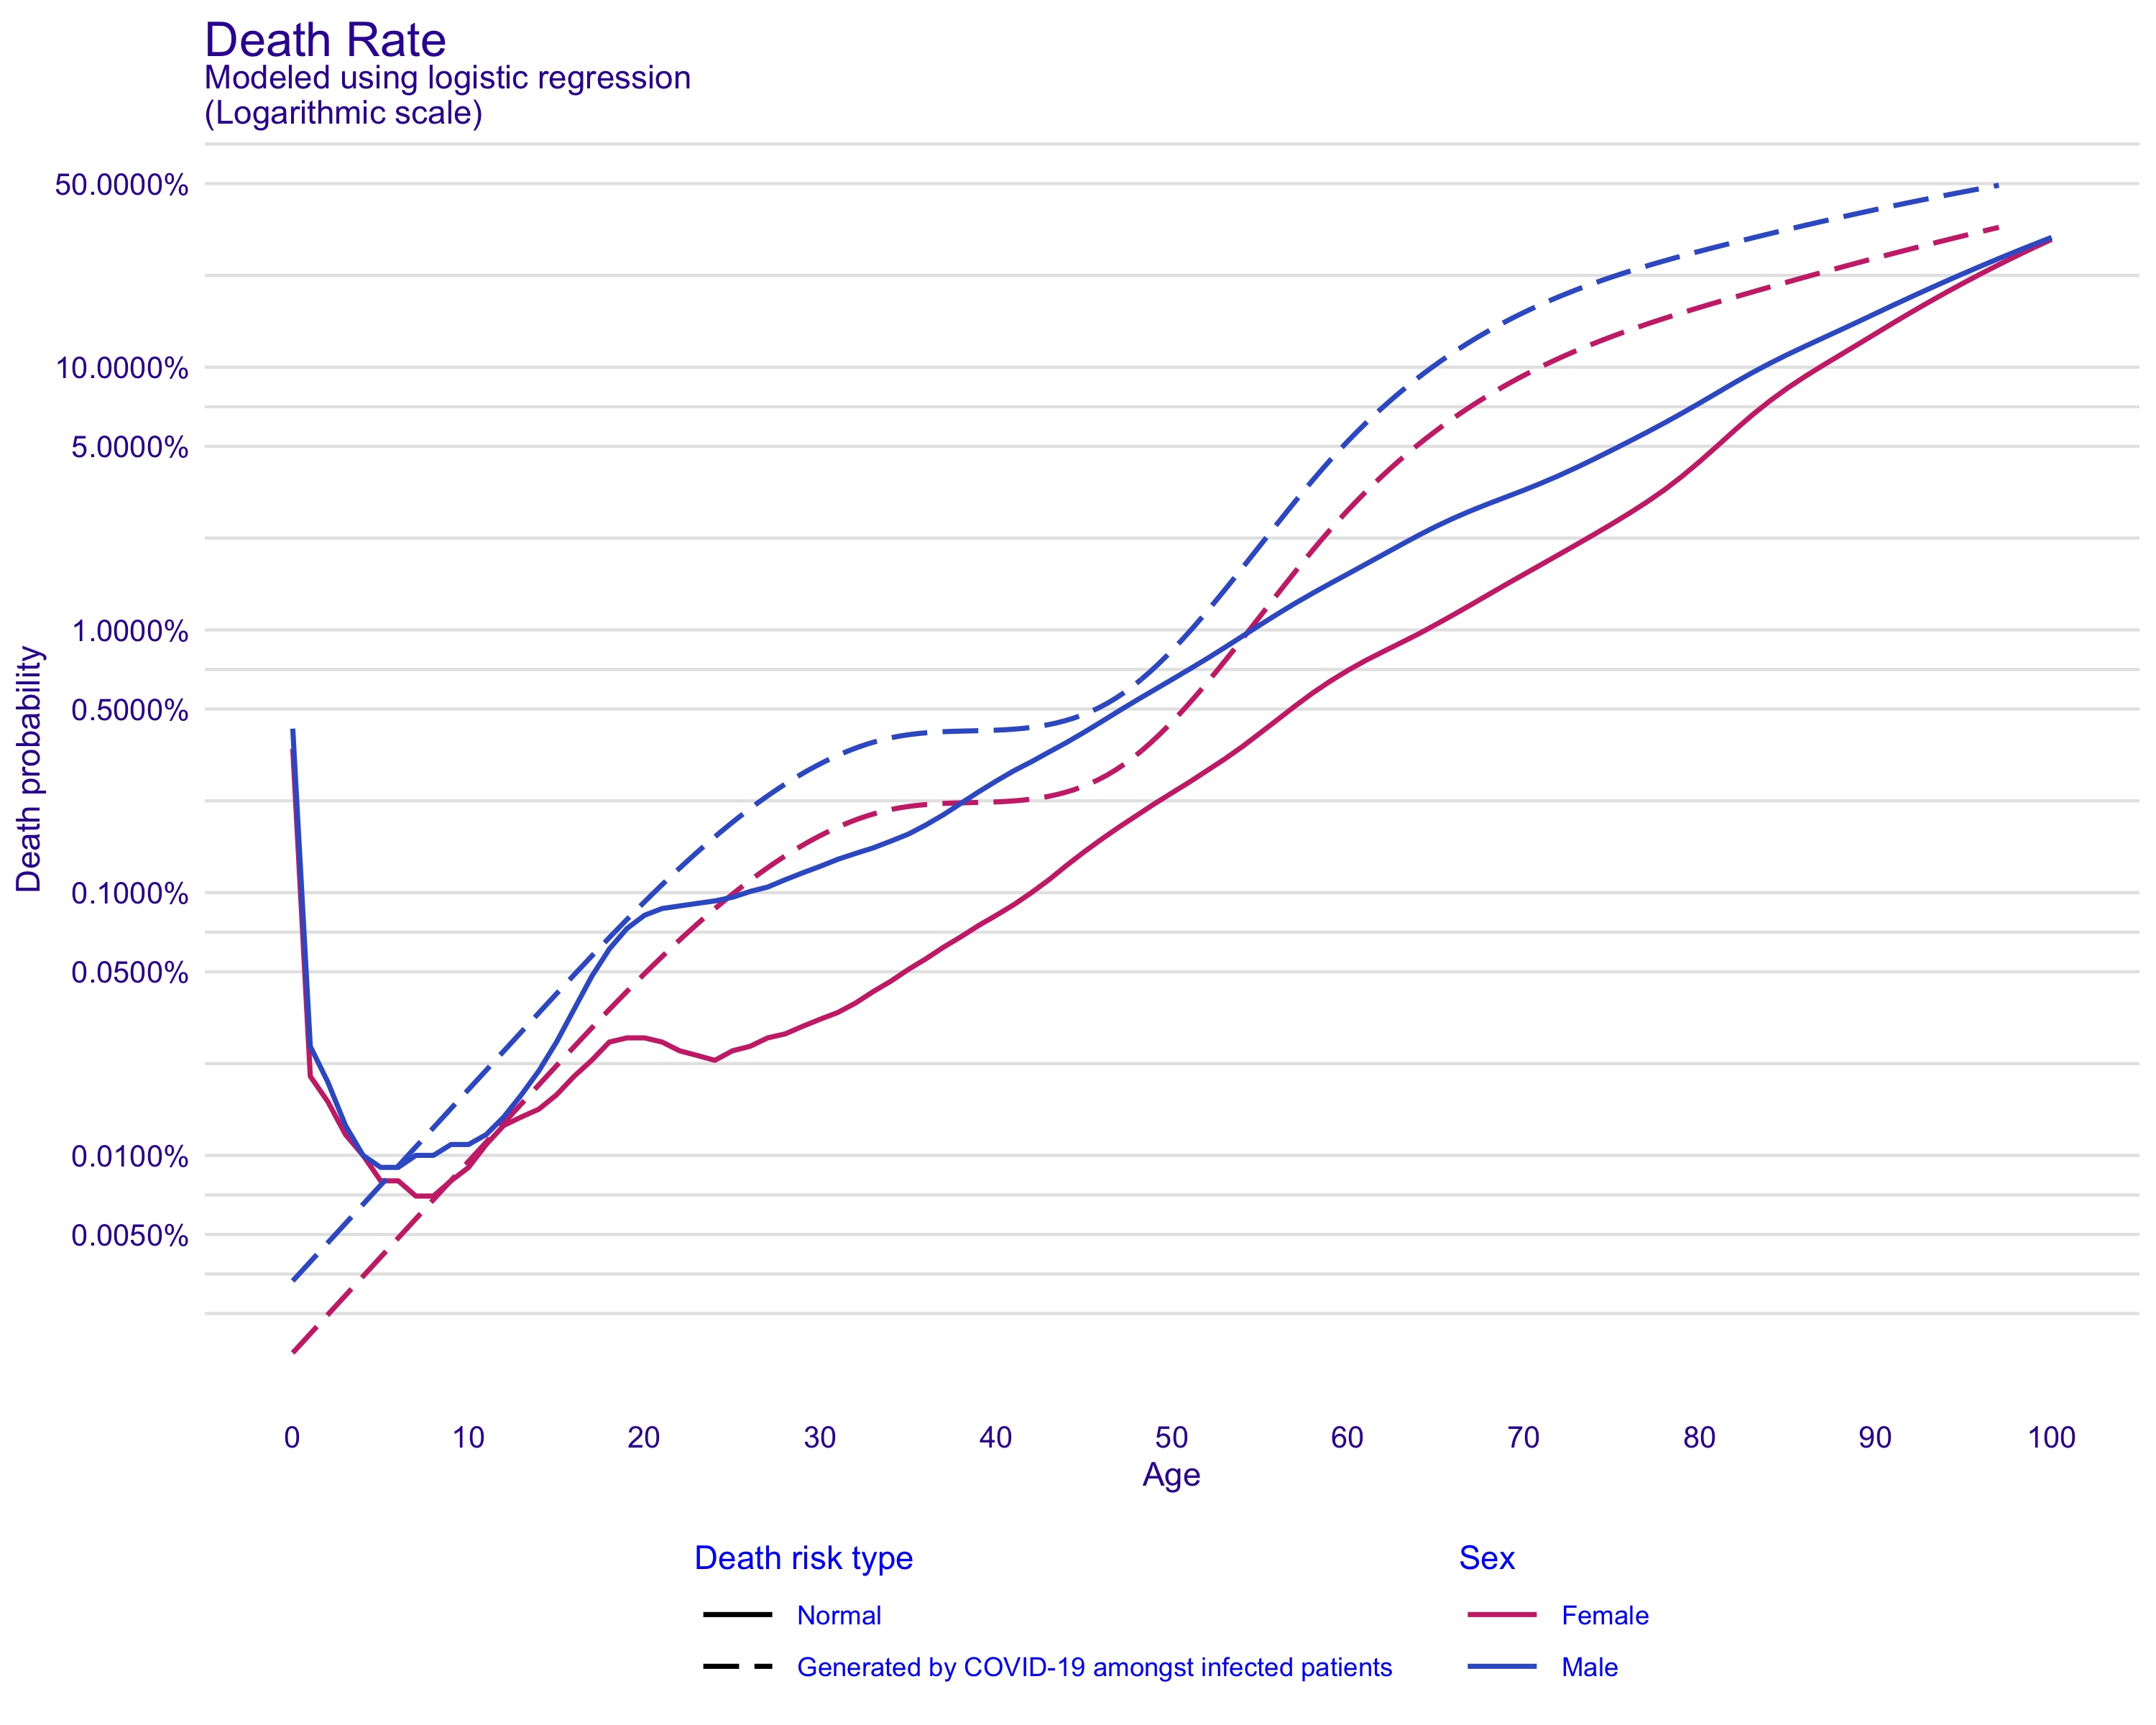 Death Rate
Modeled using logistic regression
(Logarithmic scale)
50.0000%
10.0000%
5.0000%
1.0000%
0.5000%
0.1000%
0.0500%
0.0100%
0.0050%
Death probability
0 10 20 30 40 50 60 70 80 90 100
Age
Death risk type
Normal
Generated by COVID-19 amongst infected patients
Sex
Female
Male